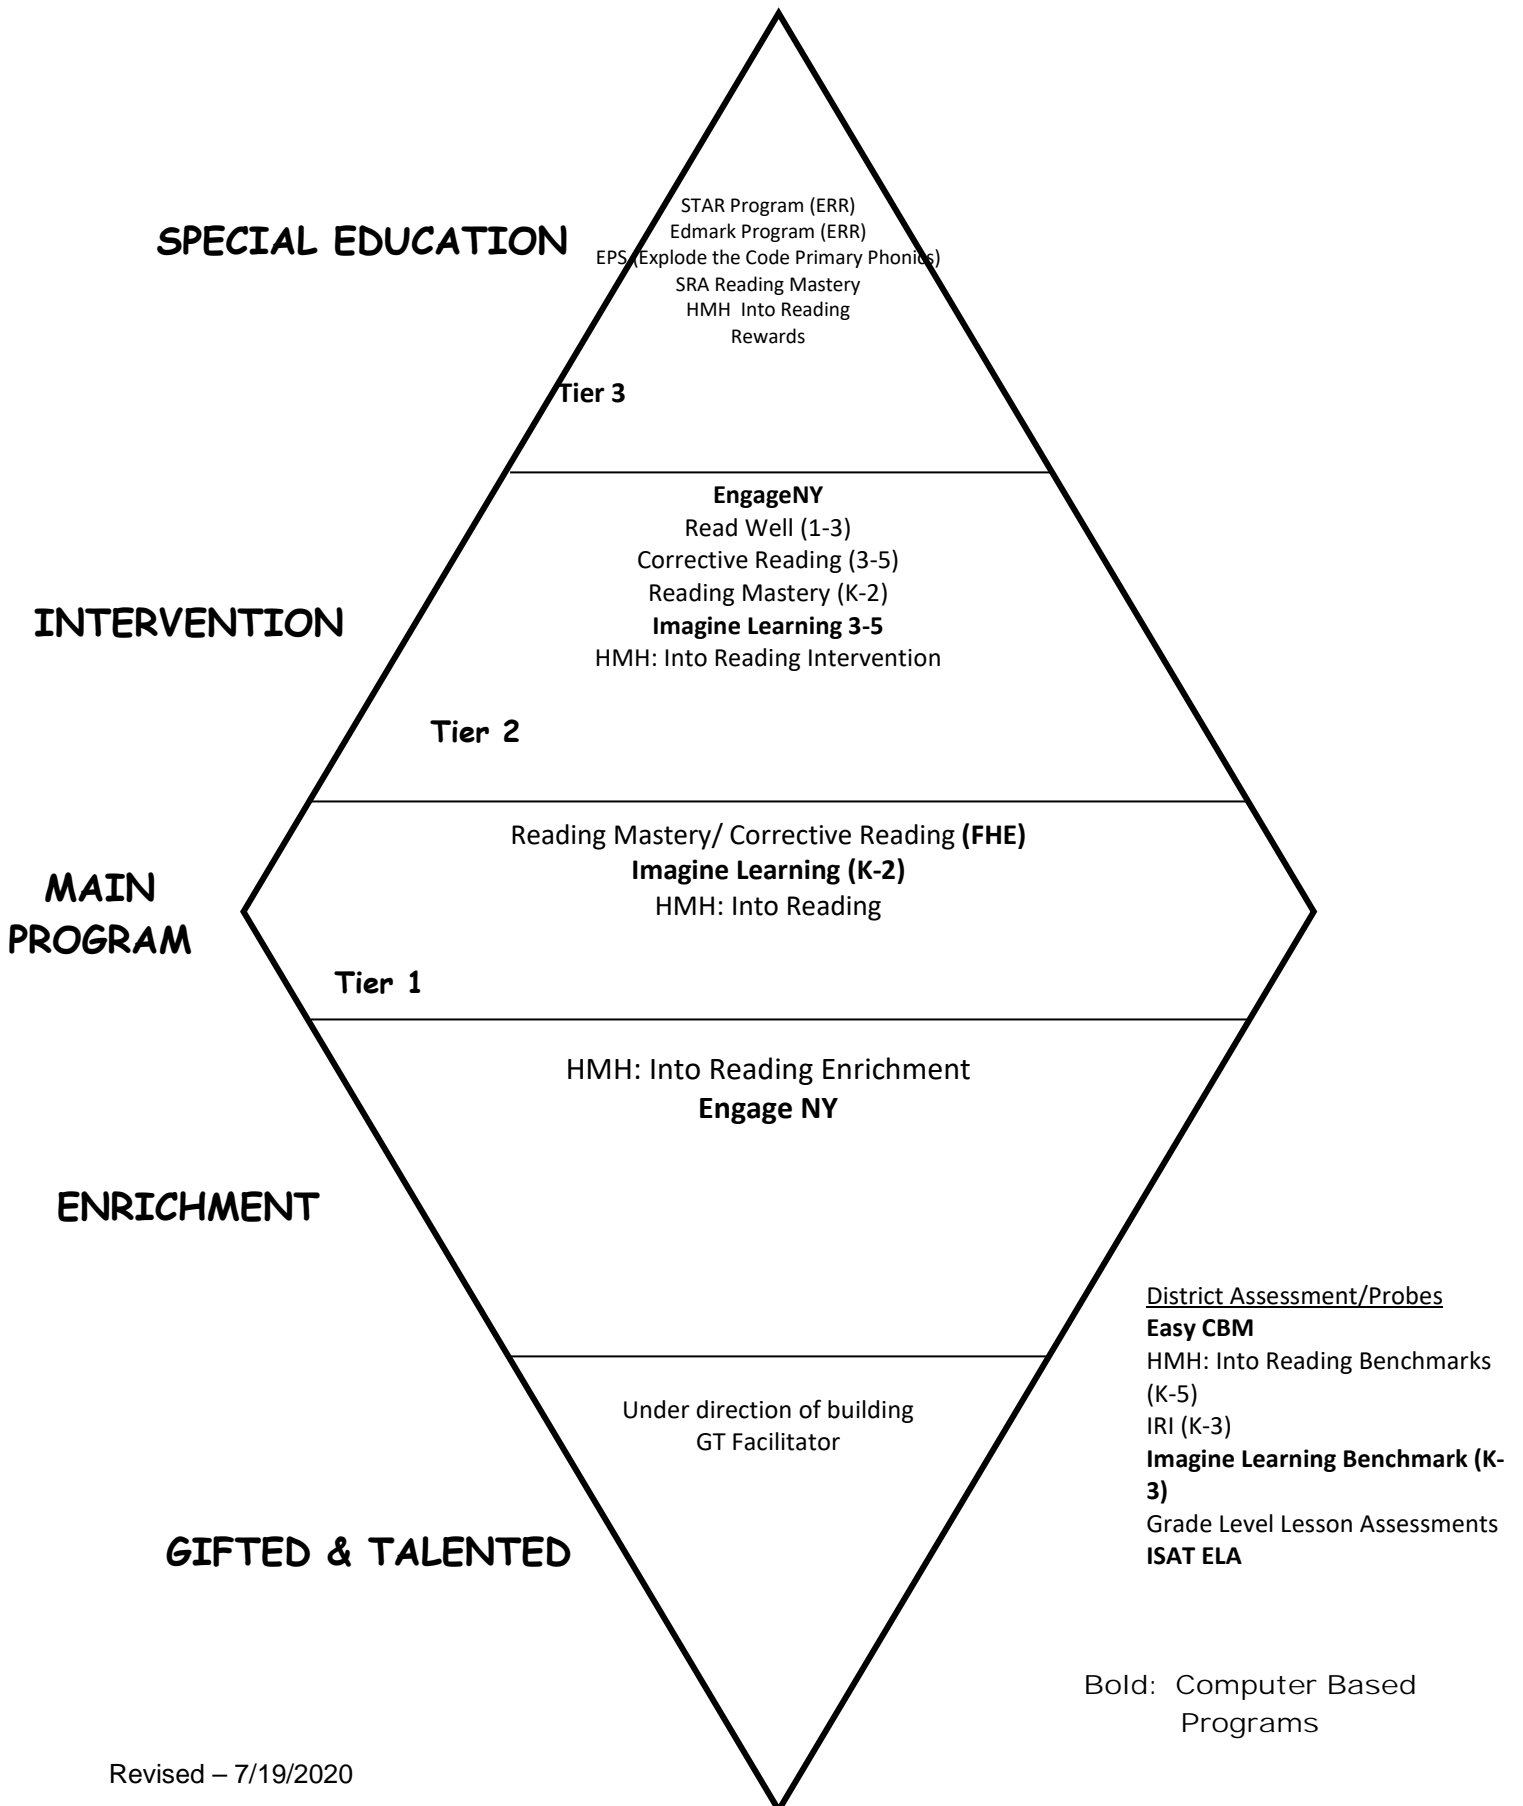 SPECIAL EDUCATION
STAR Program (ERR)
Edmark Program (ERR)
EPS (Explode the Code Primary Phonics)
SRA Reading Mastery
HMH  Into Reading
Rewards
Tier 3
INTERVENTION
EngageNY
Read Well (1-3)
Corrective Reading (3-5)
Reading Mastery (K-2)
Imagine Learning 3-5
HMH: Into Reading Intervention
Tier 2
MAIN
PROGRAM
Reading Mastery/ Corrective Reading (FHE)
Imagine Learning (K-2)
HMH: Into Reading
Tier 1
ENRICHMENT
HMH: Into Reading Enrichment
Engage NY
GIFTED & TALENTED
Under direction of building
GT Facilitator
District Assessment/Probes
Easy CBM
HMH: Into Reading Benchmarks
(K-5)
IRI (K-3)
Imagine Learning Benchmark (K-
3)
Grade Level Lesson Assessments
ISAT ELA
Bold:  Computer Based
Programs
Revised – 7/19/2020